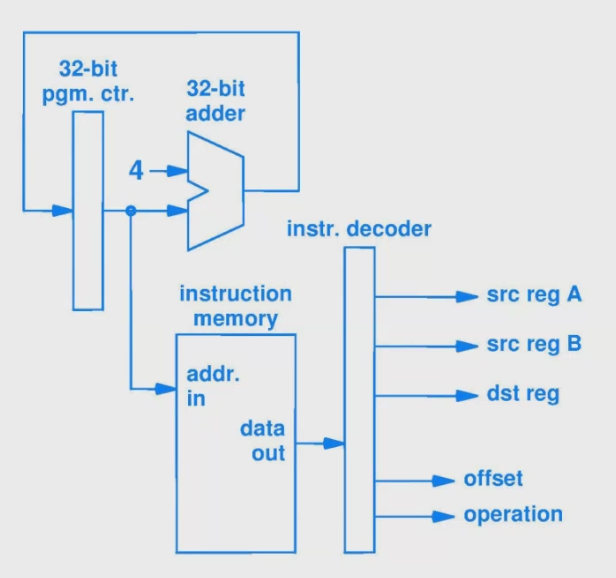 32-bit
pgm. ctr.
32-bit
adder
4
instr. decoder
instruction
memory
src reg A
src reg B
addr.
in
dst reg
data
out
offset
operation